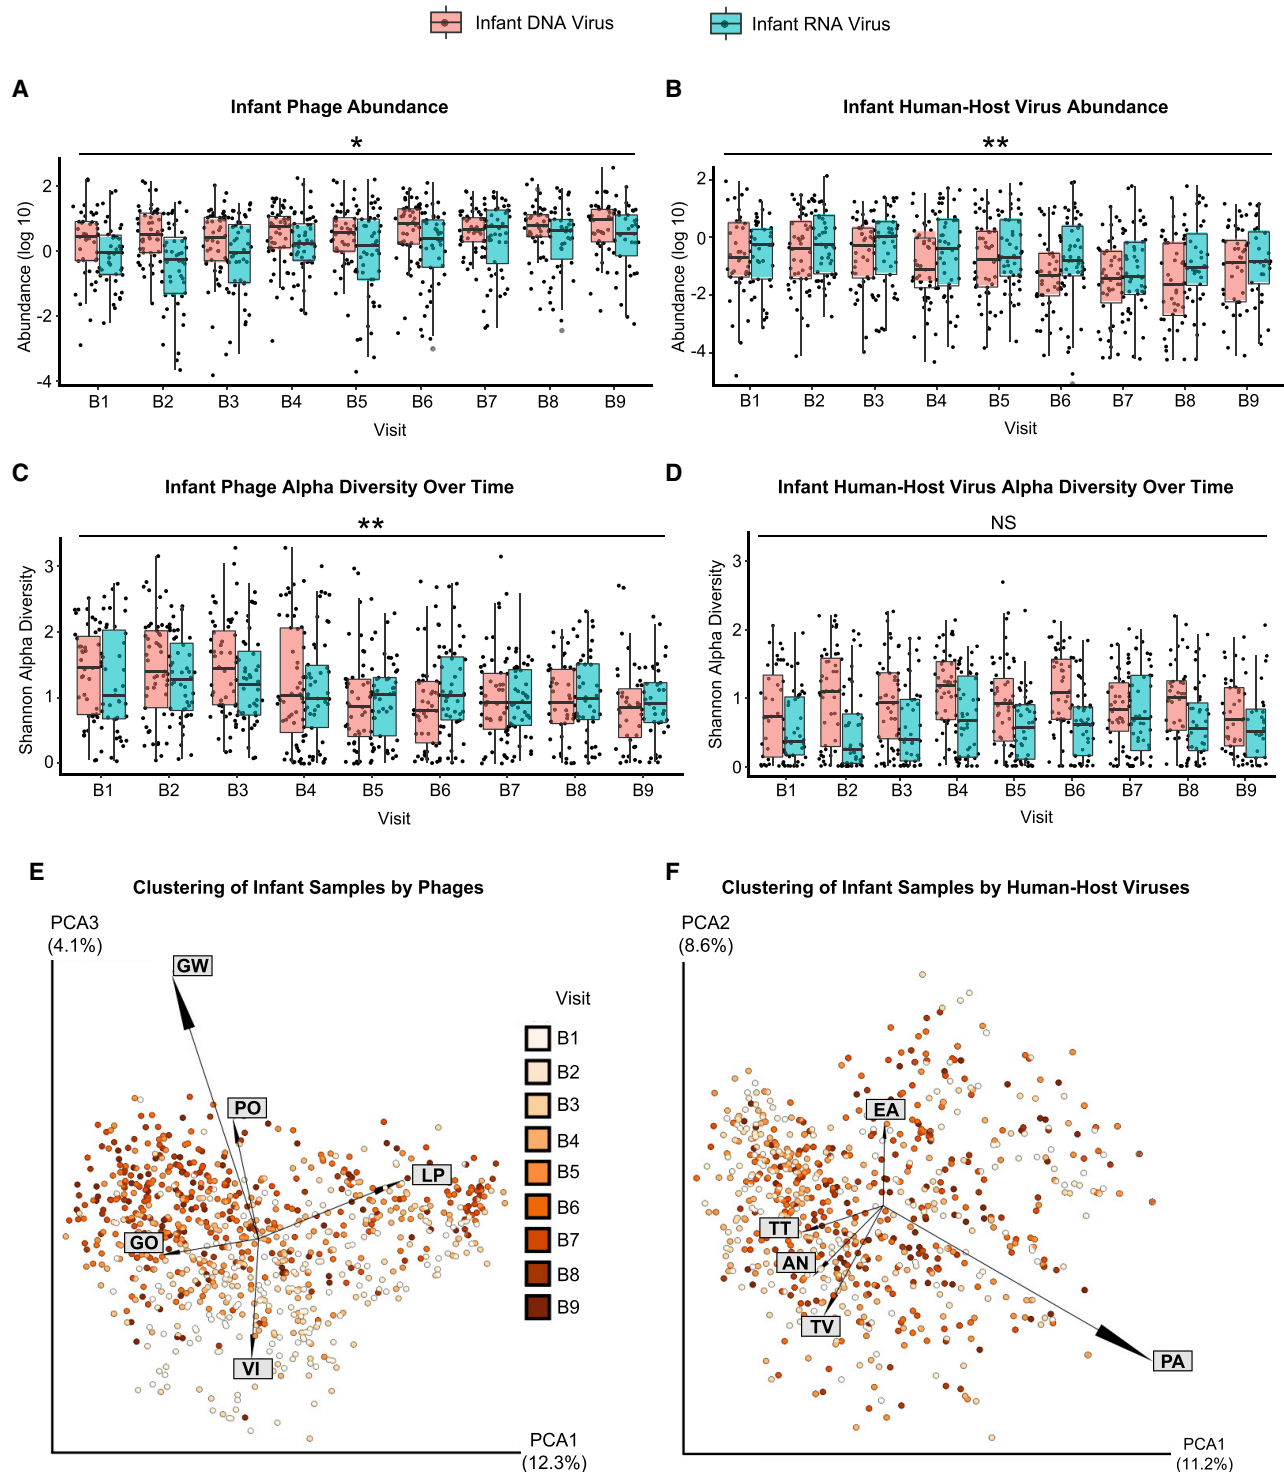 Infant DNA Virus Infant RNA Virus
A
Infant Phage Abundance
*
Abundance (log 10)
2
0
-2
-4
B1 B2 B3 B4 B5 B6 B7 B8 B9
Visit
B
Infant Human-Host Virus Abundance
**
Abundance (log 10)
2
0
-2
-4
B1 B2 B3 B4 B5 B6 B7 B8 B9
Visit
C
Infant Phage Alpha Diversity Over Time
**
Shannon Alpha Diversity
3
2
1
0
B1 B2 B3 B4 B5 B6 B7 B8 B9
Visit
D
Infant Human-Host Virus Alpha Diversity Over Time
NS
Shannon Alpha Diversity
3
2
1
0
B1 B2 B3 B4 B5 B6 B7 B8 B9
Visit
E
Clustering of Infant Samples by Phages
PCA3
(4.1%)
GW
PO
LP
GO
VI
PCA1
(12.3%)
Visit
B1
B2
B3
B4
B5
B6
B7
B8
B9
F
Clustering of Infant Samples by Human-Host Viruses
PCA2
(8.6%)
EA
TT
AN
TV
PA
PCA1
(11.2%)